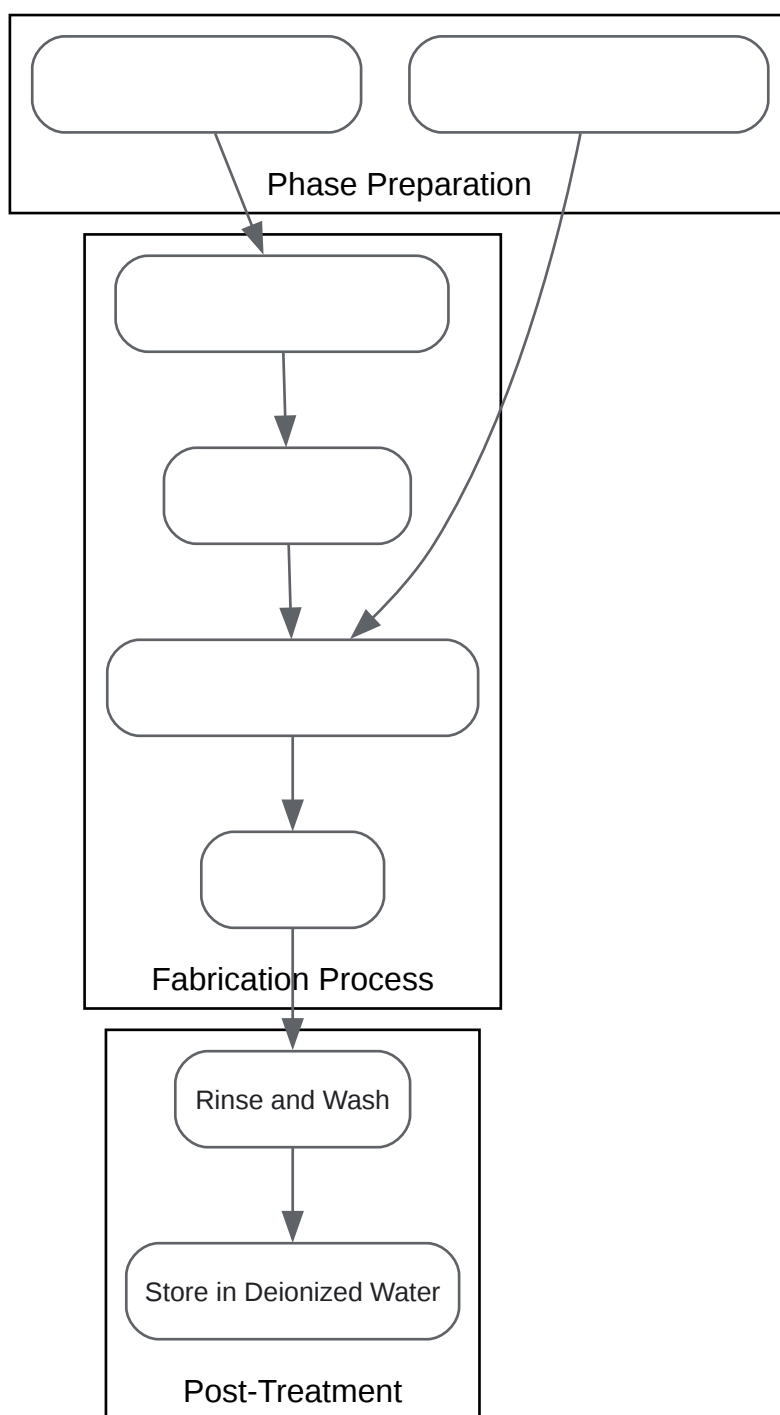 Phase Preparation
Fabrication Process
Rinse and Wash
Store in Deionized Water
Post-Treatment